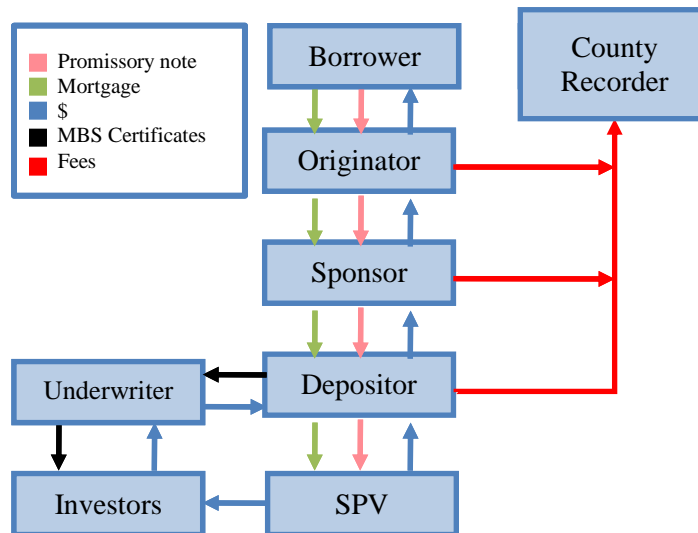 Promissory note
Mortgage
$
MBS Certificates
Fees
Borrower
County
Recorder
Originator
Sponsor
Underwriter
Depositor
Investors
SPV